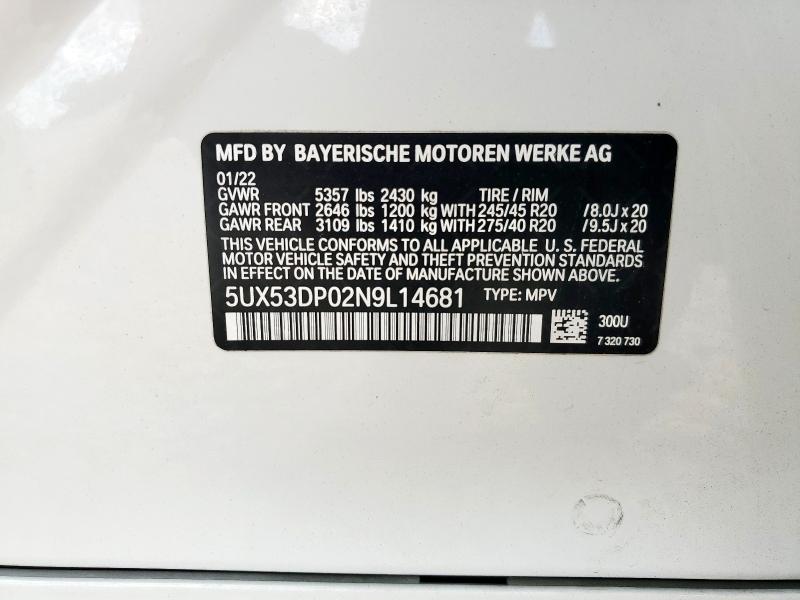 MFD BY BAYERISCHE MOTOREN WERKE AG
01/22
GVWR 5357 lbs 2430 kg TIRE / RIM
GAWR FRONT 2646 lbs 1200 kg WITH 245/45 R20 /8.0J x 20
GAWR REAR 3109 lbs 1410 kg WITH 275/40 R20 /9.5J x 20
THIS VEHICLE CONFORMS TO ALL APPLICABLE U. S. FEDERAL
MOTOR VEHICLE SAFETY AND THEFT PREVENTION STANDARDS
IN EFFECT ON THE DATE OF MANUFACTURE SHOWN ABOVE.
5UX53DP02N9L14681 TYPE: MPV
300U
7 320 730